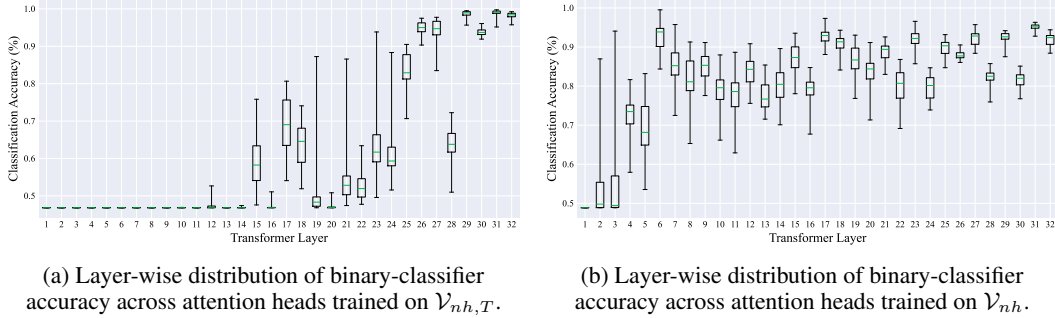 1.0
0.9
0.8
0.7
0.6
0.5
Classification Accuracy (%)
1 2 3 4 5 6 7 8 9 10 11 12 13 14 15 16 17 18 19 20 21 22 23 24 25 26 27 28 29 30 31 32
Transformer Layer
(a) Layer-wise distribution of binary-classifier
accuracy across attention heads trained on 𝒱nh,T.
1.0
0.9
0.8
0.7
0.6
0.5
Classification Accuracy (%)
1 2 3 4 5 6 7 8 9 10 11 12 13 14 15 16 17 18 19 20 21 22 23 24 25 26 27 28 29 30 31 32
Transformer Layer
(b) Layer-wise distribution of binary-classifier
accuracy across attention heads trained on 𝒱nh.